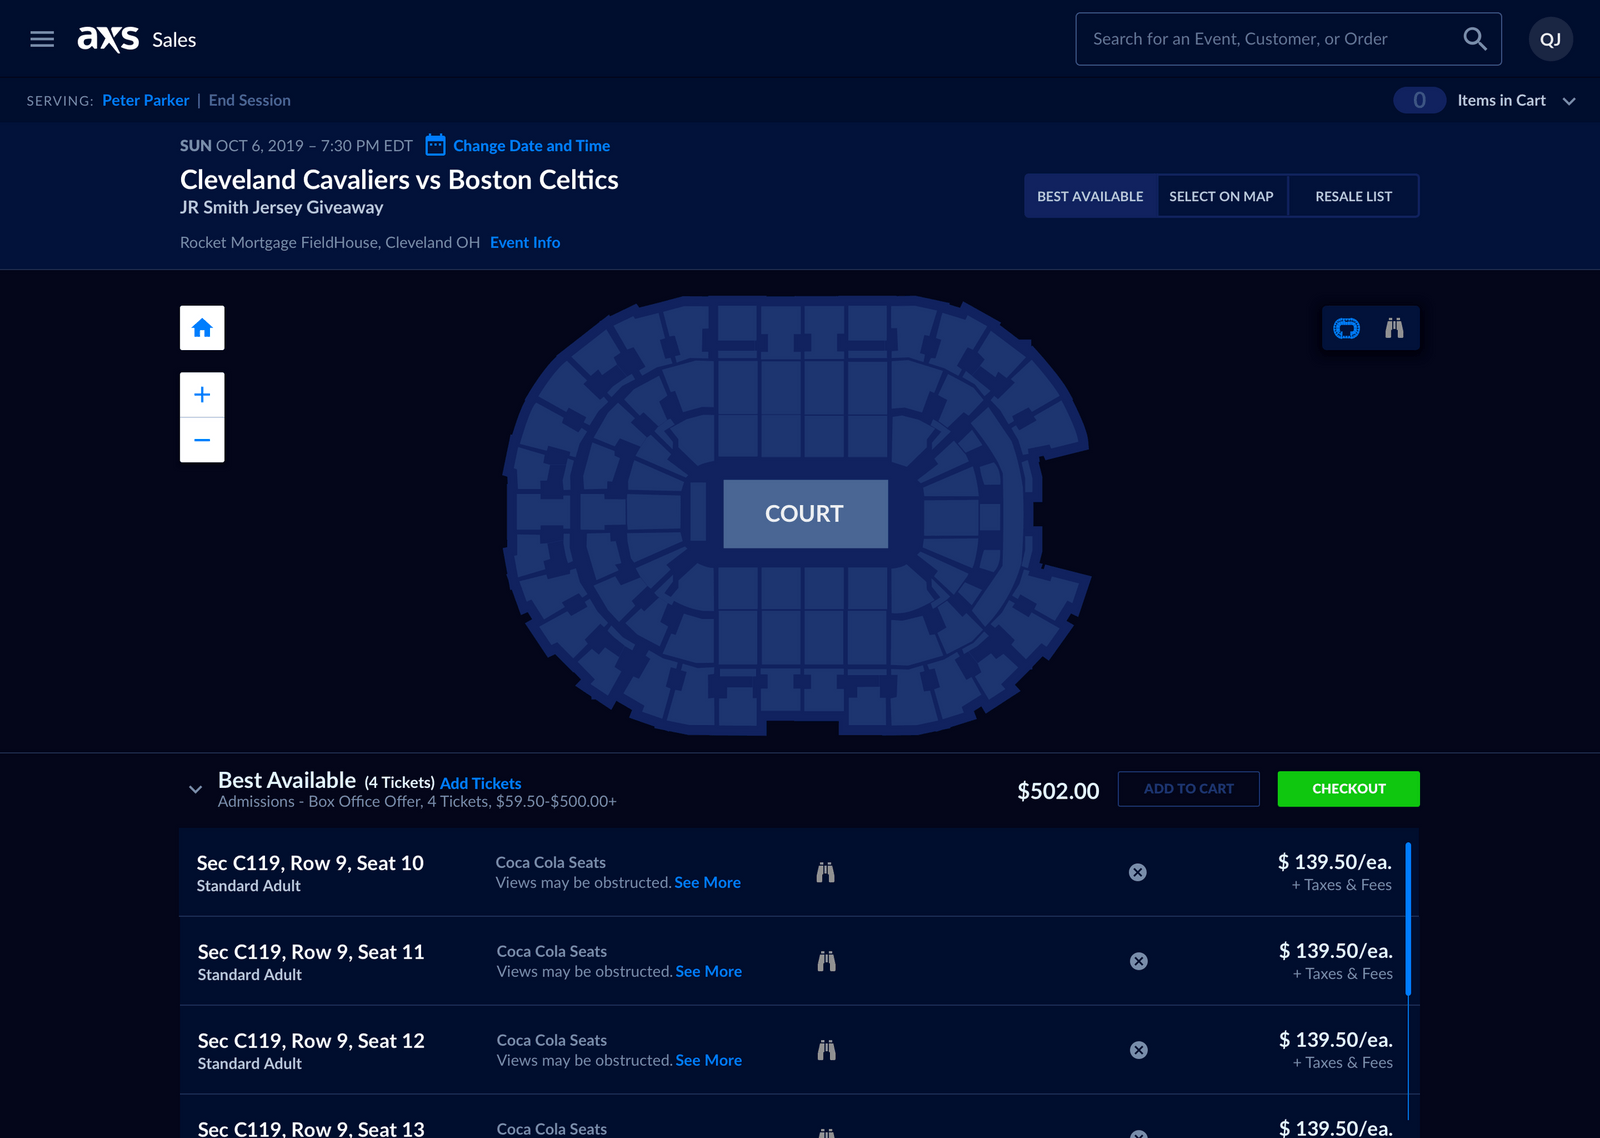 axs Sales
Search for an Event, Customer, or Order
QJ
SERVING: Peter Parker | End Session
0 Items in Cart
SUN OCT 6, 2019 – 7:30 PM EDT Change Date and Time
Cleveland Cavaliers vs Boston Celtics
JR Smith Jersey Giveaway
Rocket Mortgage FieldHouse, Cleveland OH Event Info
BEST AVAILABLE SELECT ON MAP RESALE LIST
COURT
Best Available (4 Tickets) Add Tickets
Admissions - Box Office Offer, 4 Tickets, $59.50-$500.00+
$502.00 ADD TO CART CHECKOUT
Sec C119, Row 9, Seat 10
Standard Adult
Coca Cola Seats
Views may be obstructed. See More
$ 139.50/ea.
+ Taxes & Fees
Sec C119, Row 9, Seat 11
Standard Adult
Coca Cola Seats
Views may be obstructed. See More
$ 139.50/ea.
+ Taxes & Fees
Sec C119, Row 9, Seat 12
Standard Adult
Coca Cola Seats
Views may be obstructed. See More
$ 139.50/ea.
+ Taxes & Fees
Sec C119, Row 9, Seat 13
Coca Cola Seats
$ 139.50/ea.